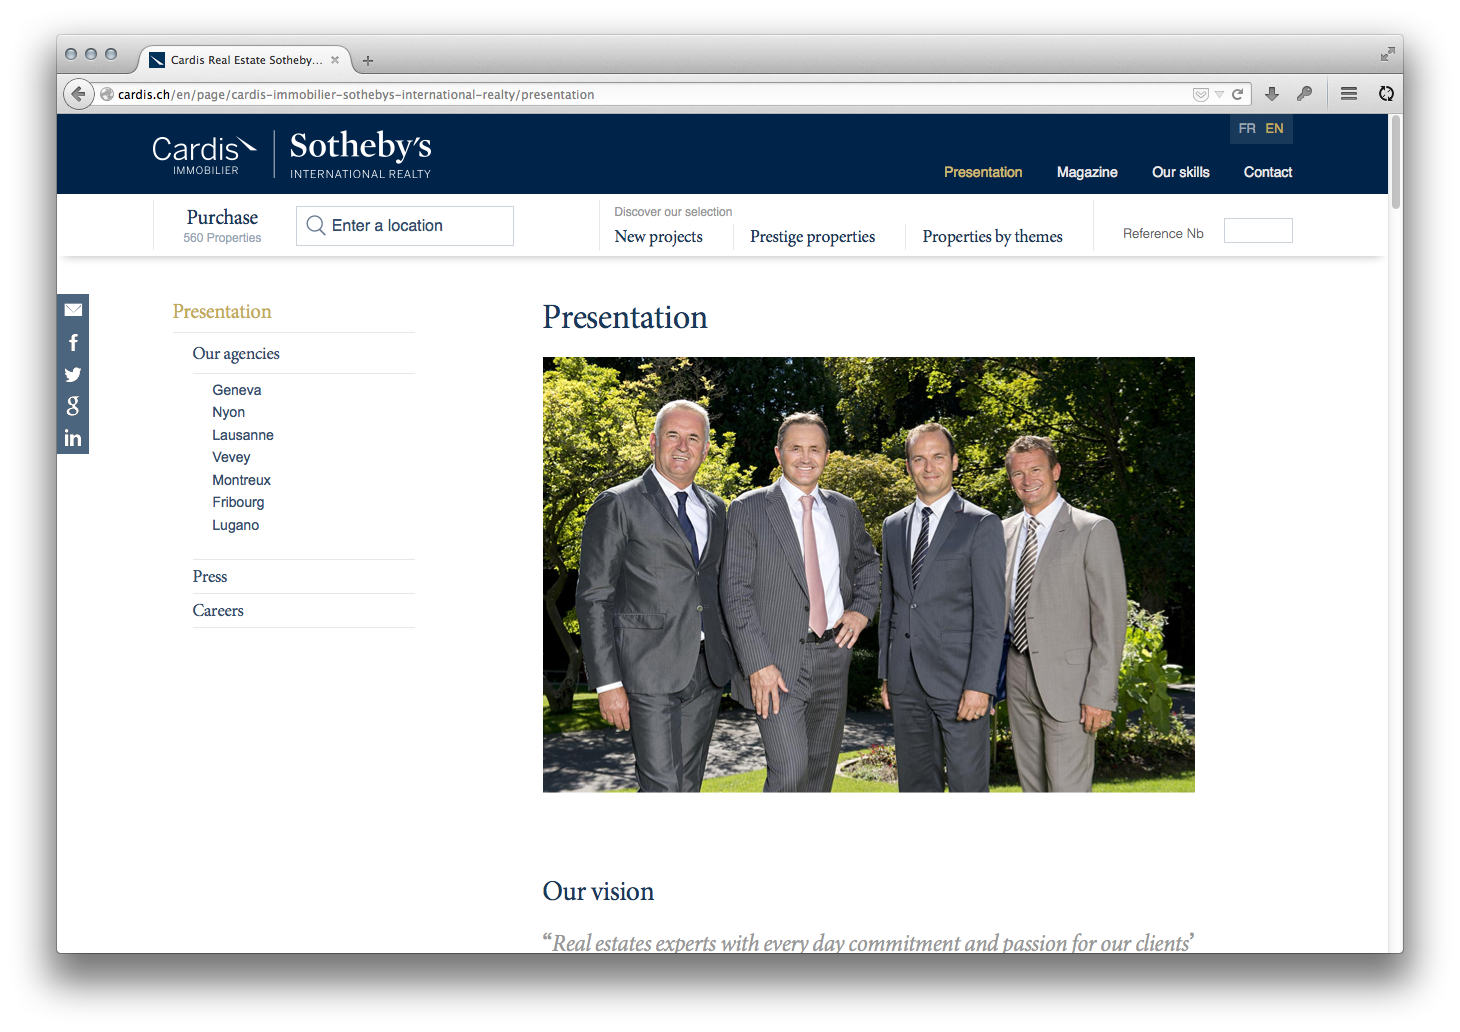 Cardis Real Estate Sotheby...
cardis.ch/en/page/cardis-immobilier-sothebys-international-realty/presentation
FR EN
Cardis
IMMOBILIER
Sotheby's
INTERNATIONAL REALTY
Presentation Magazine Our skills Contact
Purchase
560 Properties
Enter a location
Discover our selection
New projects Prestige properties Properties by themes
Reference Nb
Presentation
Our agencies
Geneva
Nyon
Lausanne
Vevey
Montreux
Fribourg
Lugano
Press
Careers
f
g
in
Presentation
Our vision
“Real estates experts with every day commitment and passion for our clients’